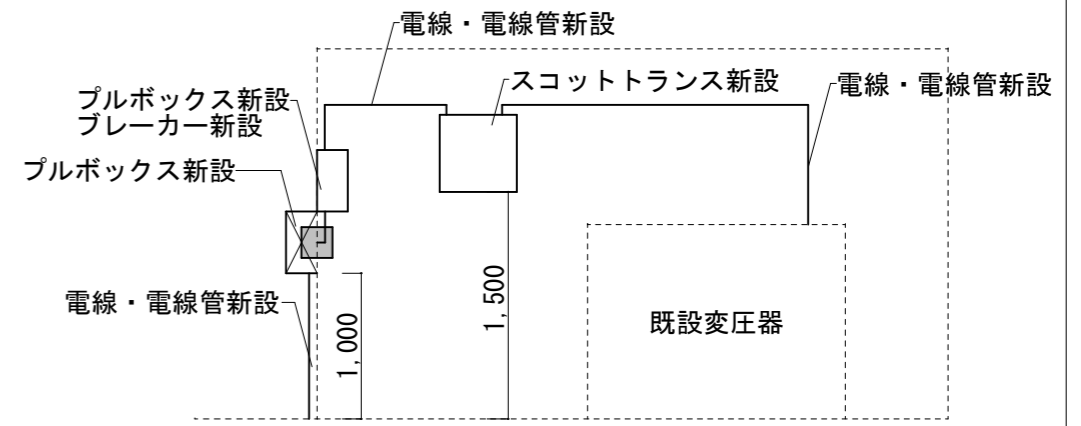 電線・電線管新設
スコットトランス新設
電線・電線管新設
プルボックス新設
ブレーカー新設
プルボックス新設
電線・電線管新設
1,000
1,500
既設変圧器